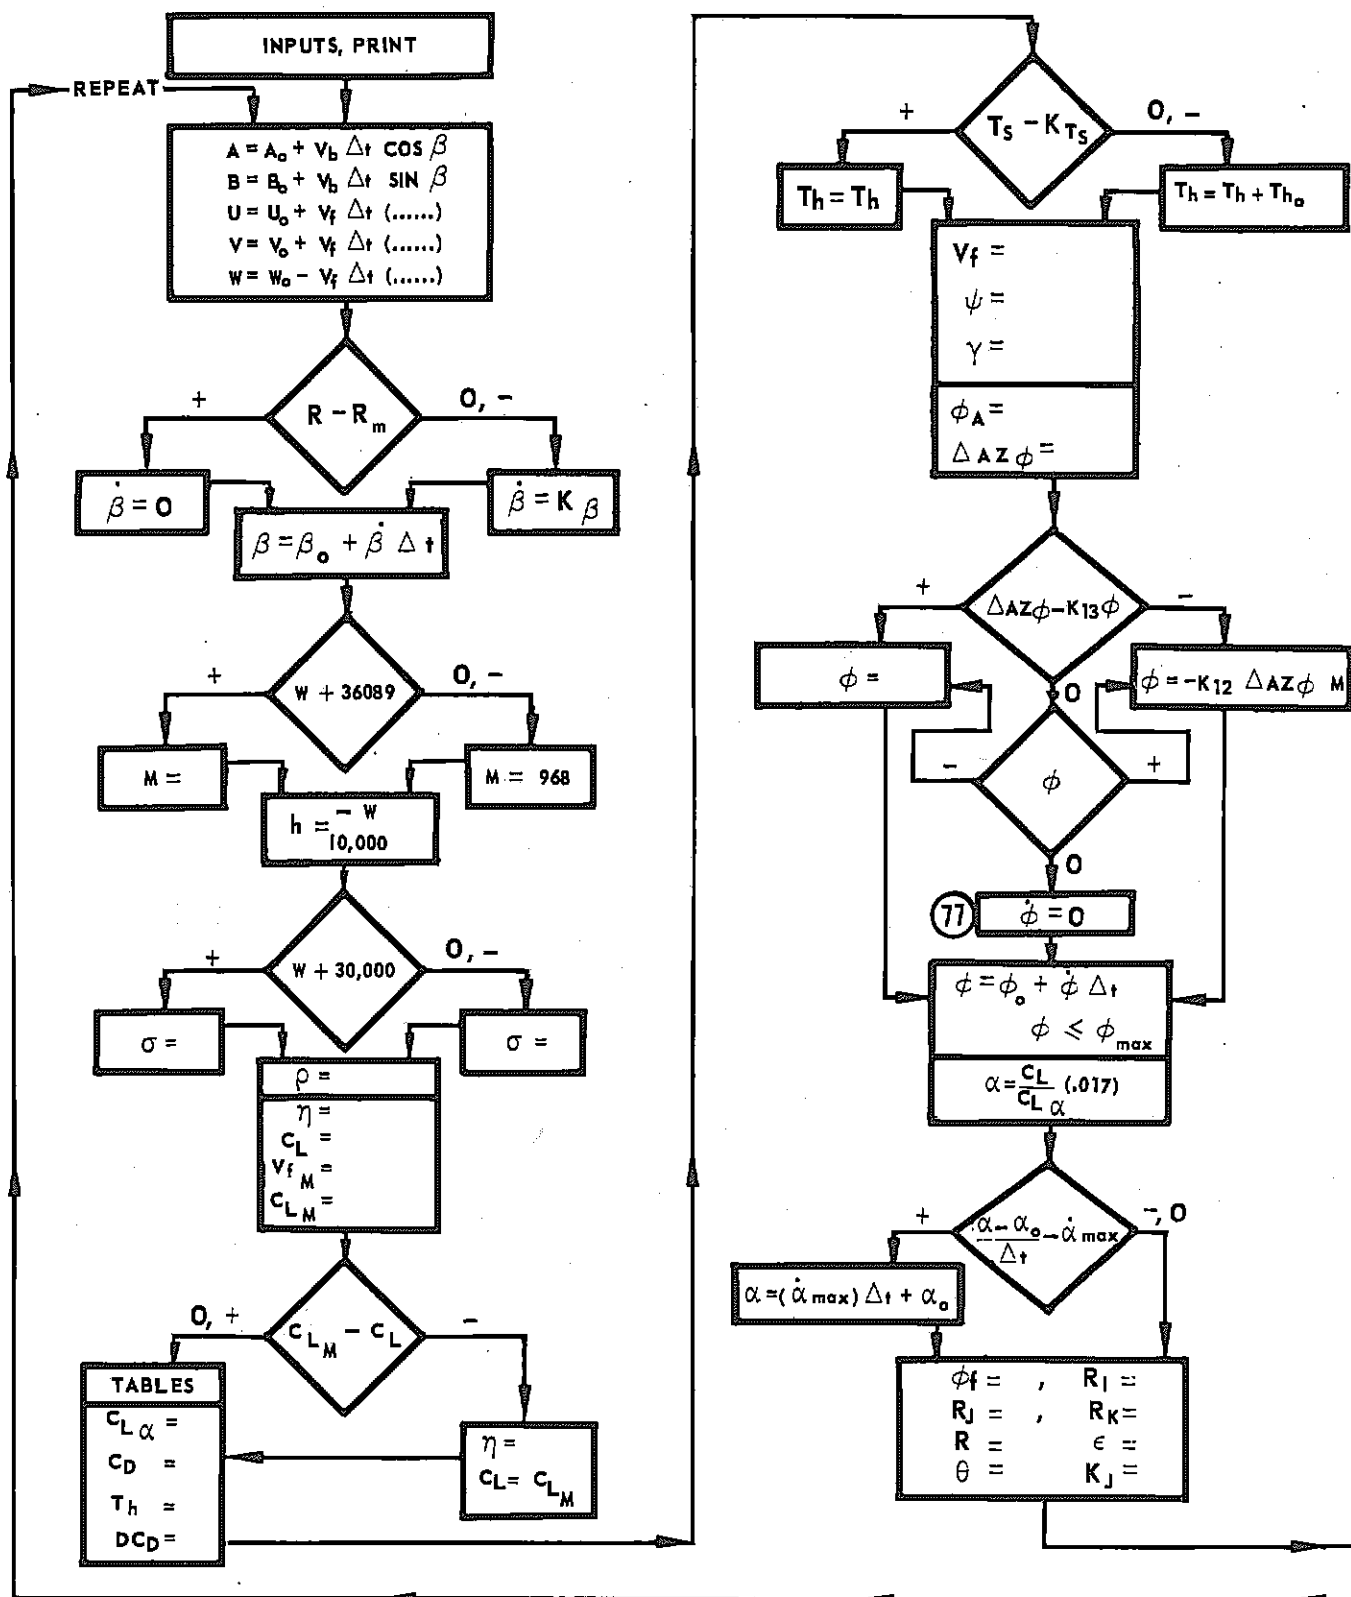 INPUTS, PRINT
REPEAT
A = A₀ + V_b Δt COS β
B = B₀ + V_b Δt SIN β
U = U₀ + V_f Δt (......)
V = V₀ + V_f Δt (......)
W = W₀ − V_f Δt (......)
R − R_m
+
0, -
β̇ = 0
β̇ = K_β
β = β₀ + β̇ Δt
W + 36089
+
0, -
M =
M = 968
h = -W
10,000
W + 30,000
+
0, -
σ =
σ =
ρ =
η =
C_L =
V_f_M =
C_L_M =
C_L_M − C_L
0, +
-
TABLES
C_L_α =
C_D =
T_h =
DC_D =
η =
C_L = C_L_M
T_S − K_T_S
+
0, -
T_h = T_h
T_h = T_h + T_h₀
V_f =
ψ =
γ =
φ_A =
Δ AZ φ =
ΔAZφ − K₁₃φ
+
-
0
φ =
φ = -K₁₂ ΔAZφ M
φ
-
+
0
77
φ̇ = 0
φ = φ₀ + φ̇ Δt
φ ≤ φ_max
α = C_L/C_L_α (.017)
α − α₀/Δt − α̇ max
+
-, 0
α = (α̇ max) Δt + α₀
φf = , R_I =
R_J = , R_K =
R = ϵ =
θ = K_J =